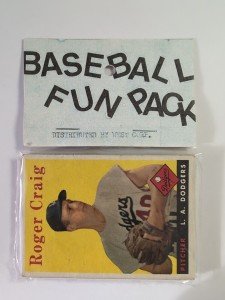 BASEBALL
FUN PACK
DISTRIBUTED BY
Roger Craig
PITCHER L. A. DODGERS